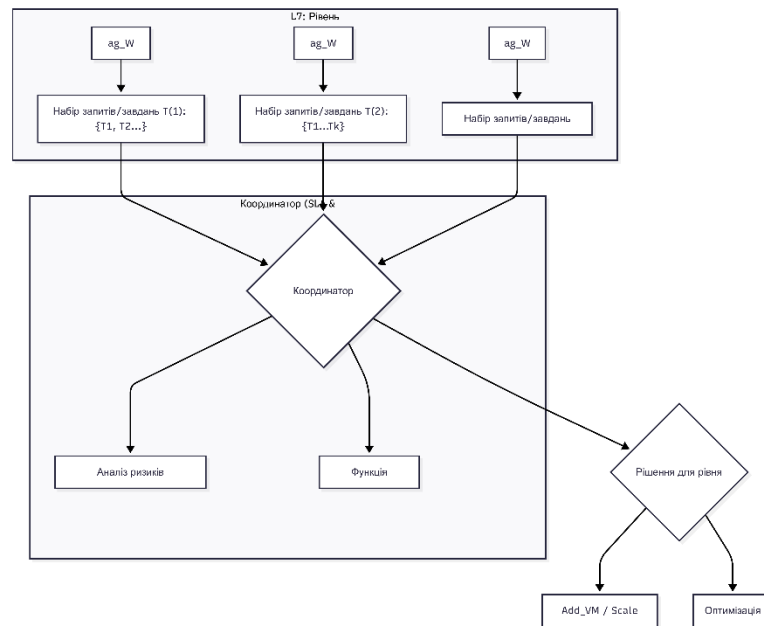 L7: Рівень
ag_W
ag_W
ag_W
Набір запитів/завдань T(1):
{T1, T2...}
Набір запитів/завдань T(2):
{T1...Tk}
Набір запитів/завдань
Координатор &
Координатор
Аналіз ризиків
Функція
Рішення для рівня
Add_VM / Scale
Оптимізація